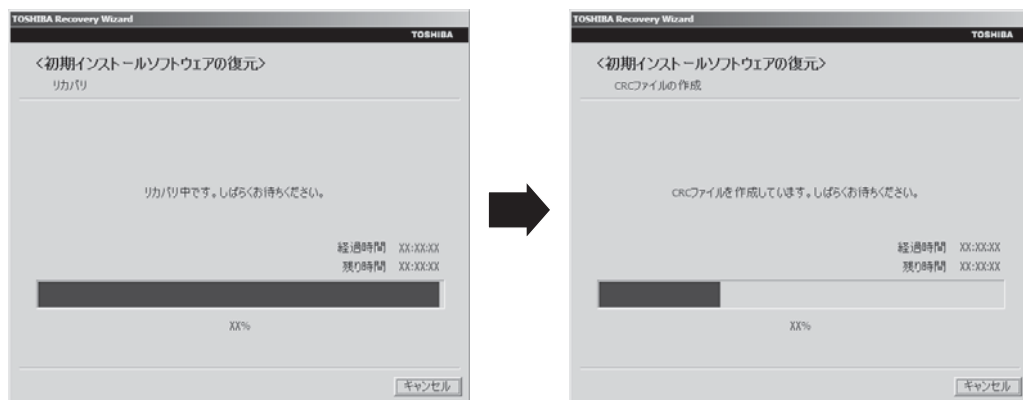 TOSHIBA Recovery Wizard
TOSHIBA
<初期インストールソフトウェアの復元>
リカバリ
リカバリ中です。しばらくお待ちください。
経過時間 XX:XX:XX
残り時間 XX:XX:XX
XX%
キャンセル
TOSHIBA Recovery Wizard
TOSHIBA
<初期インストールソフトウェアの復元>
CRCファイルの作成
CRCファイルを作成しています。しばらくお待ちください。
経過時間 XX:XX:XX
残り時間 XX:XX:XX
XX%
キャンセル